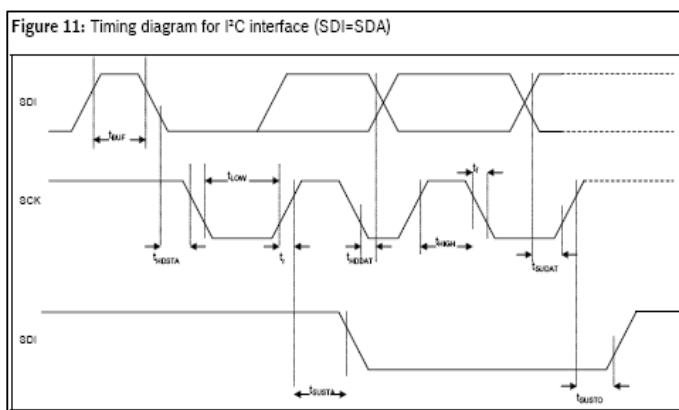 Figure 11: Timing diagram for I²C interface (SDI=SDA)
SDI
tBUF
tLOW
tf
SCK
tHDSTA
tr
tHDDAT
tHIGH
tSUDAT
SDI
tSUSTA
tSUSTO